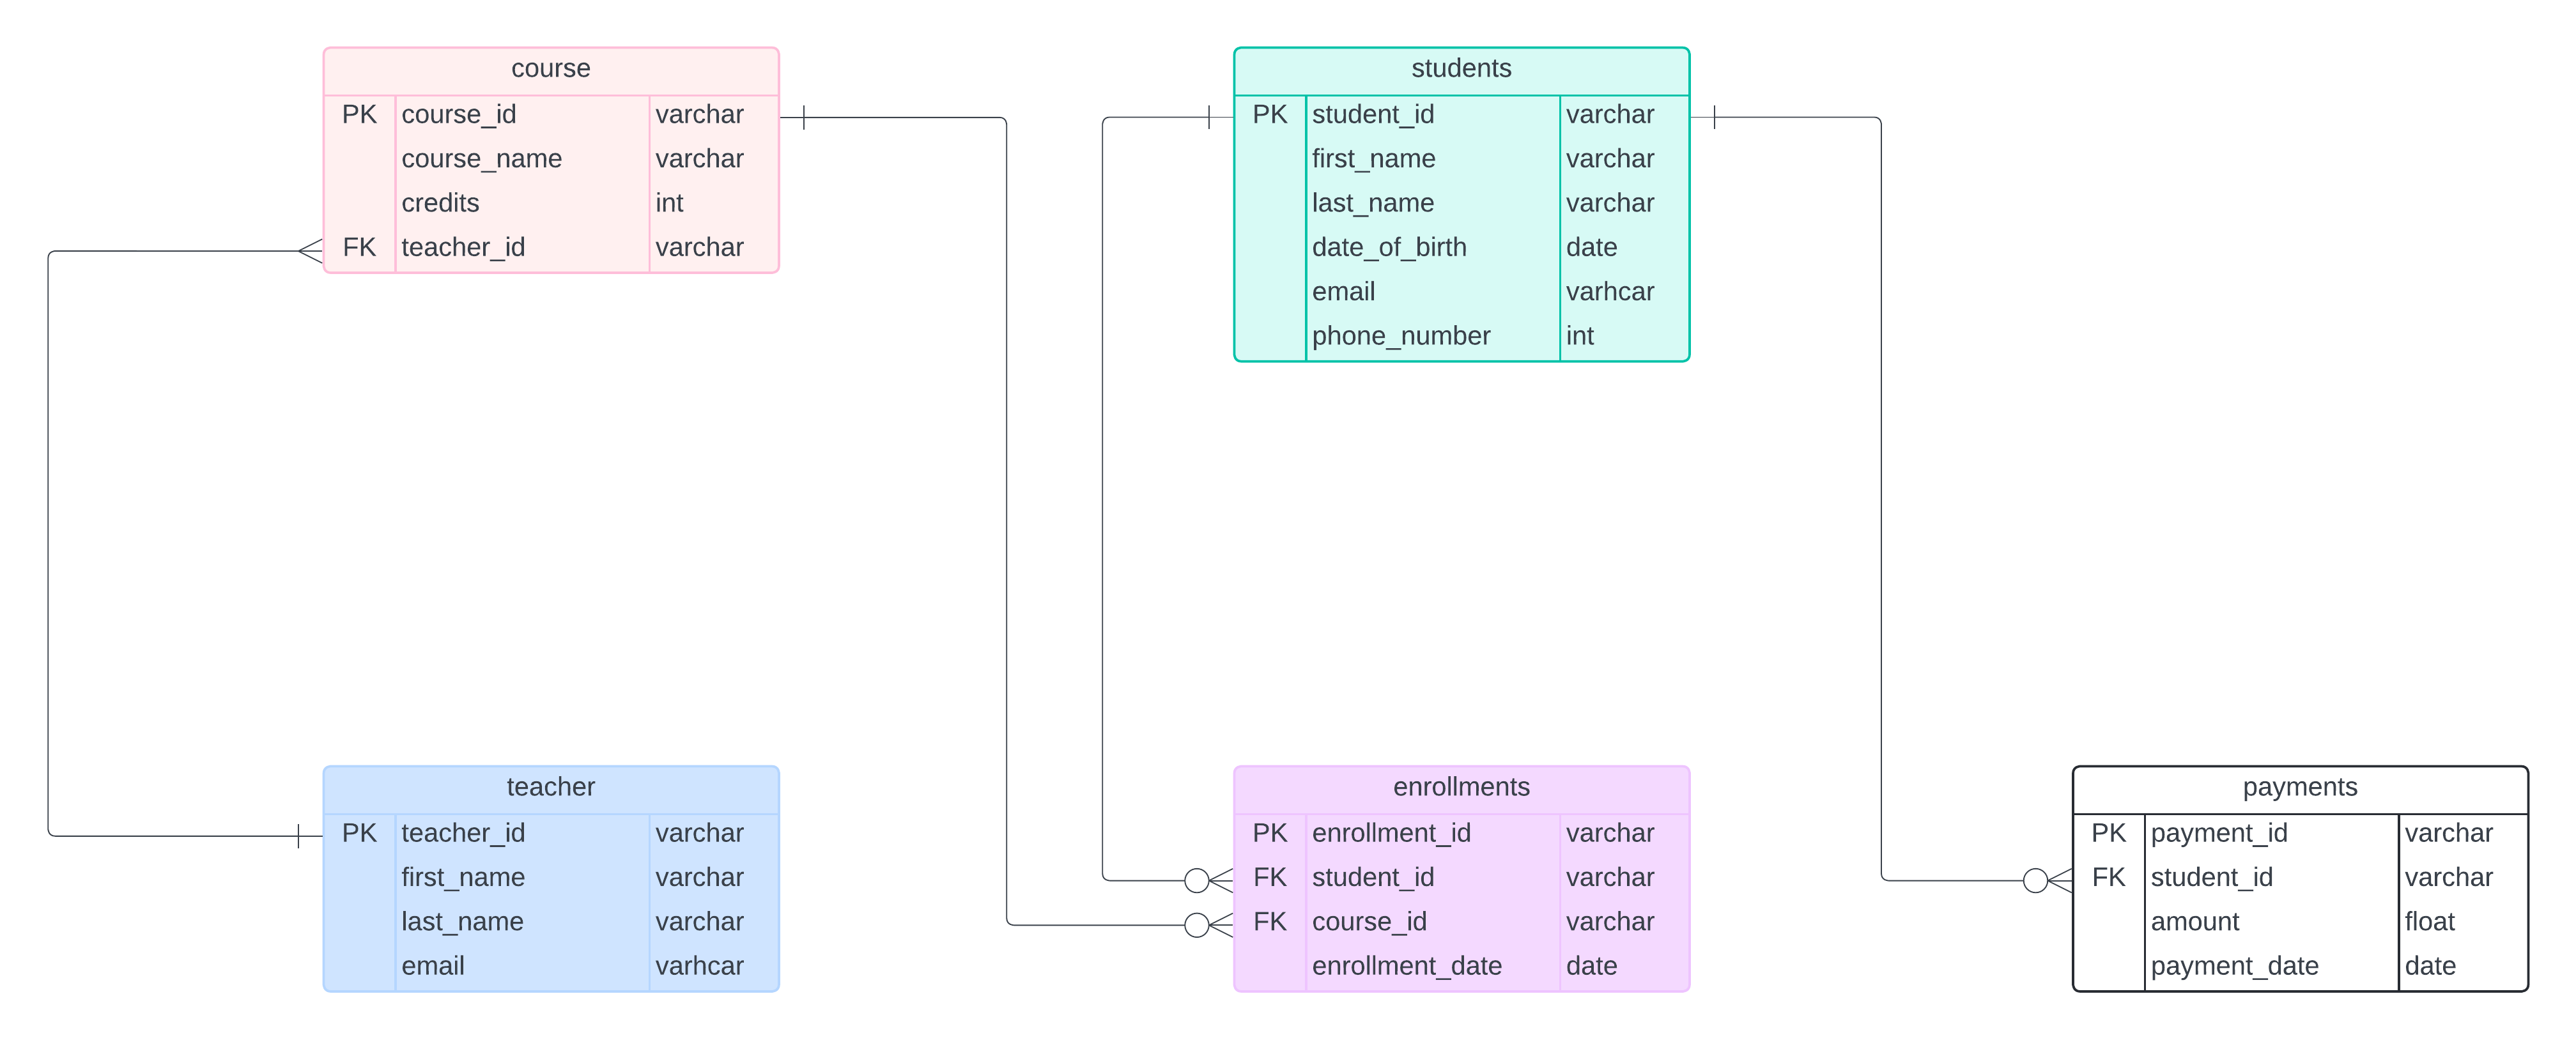 course
PK course_id varchar
course_name varchar
credits int
FK teacher_id varchar
students
PK student_id varchar
first_name varchar
last_name varchar
date_of_birth date
email varhcar
phone_number int
teacher
PK teacher_id varchar
first_name varchar
last_name varchar
email varhcar
enrollments
PK enrollment_id varchar
FK student_id varchar
FK course_id varchar
enrollment_date date
payments
PK payment_id varchar
FK student_id varchar
amount float
payment_date date